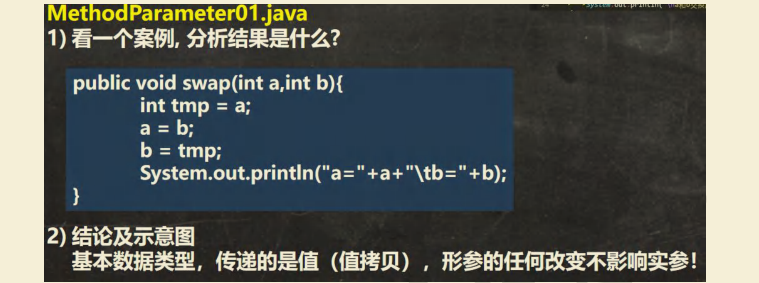 MethodParameter01.java
1) 看一个案例, 分析结果是什么?
public void swap(int a,int b){
int tmp = a;
a = b;
b = tmp;
System.out.println("a="+a+"\tb="+b);
}
2) 结论及示意图
基本数据类型，传递的是值（值拷贝）, 形参的任何改变不影响实参!